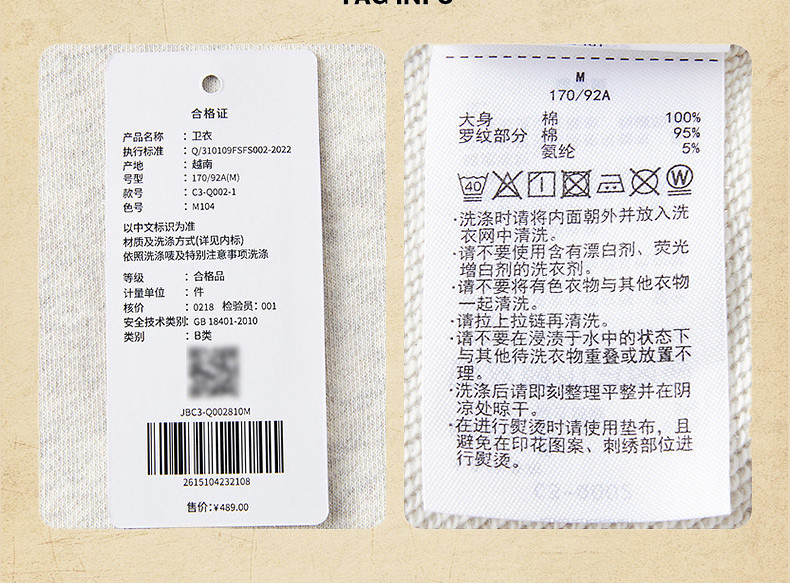 TAG INFO
合格证
产品名称 : 卫衣
执行标准 : Q/310109FSFS002-2022
产地 : 越南
号型 : 170/92A(M)
款号 : C3-Q002-1
色号 : M104
以中文标识为准
材质及洗涤方式(详见内标)
依照洗涤唛及特别注意事项洗涤
等级 : 合格品
计量单位 : 件
核价 : 0218 检验员: 001
安全技术类别: GB 18401-2010
类别 : B类
JBC3-Q002810M
2615104232108
售价:¥489.00
M
170/92A
大身 棉 100%
罗纹部分 棉 95%
氨纶 5%
40
W
·洗涤时请将内面朝外并放入洗
衣网中清洗。
·请不要使用含有漂白剂、荧光
增白剂的洗衣剂。
·请不要将有色衣物与其他衣物
一起清洗。
·请拉上拉链再清洗。
·请不要在浸渍于水中的状态下
与其他待洗衣物重叠或放置不
理。
·洗涤后请即刻整理平整并在阴
凉处晾干。
·在进行熨烫时请使用垫布，且
避免在印花图案、刺绣部位进
行熨烫。